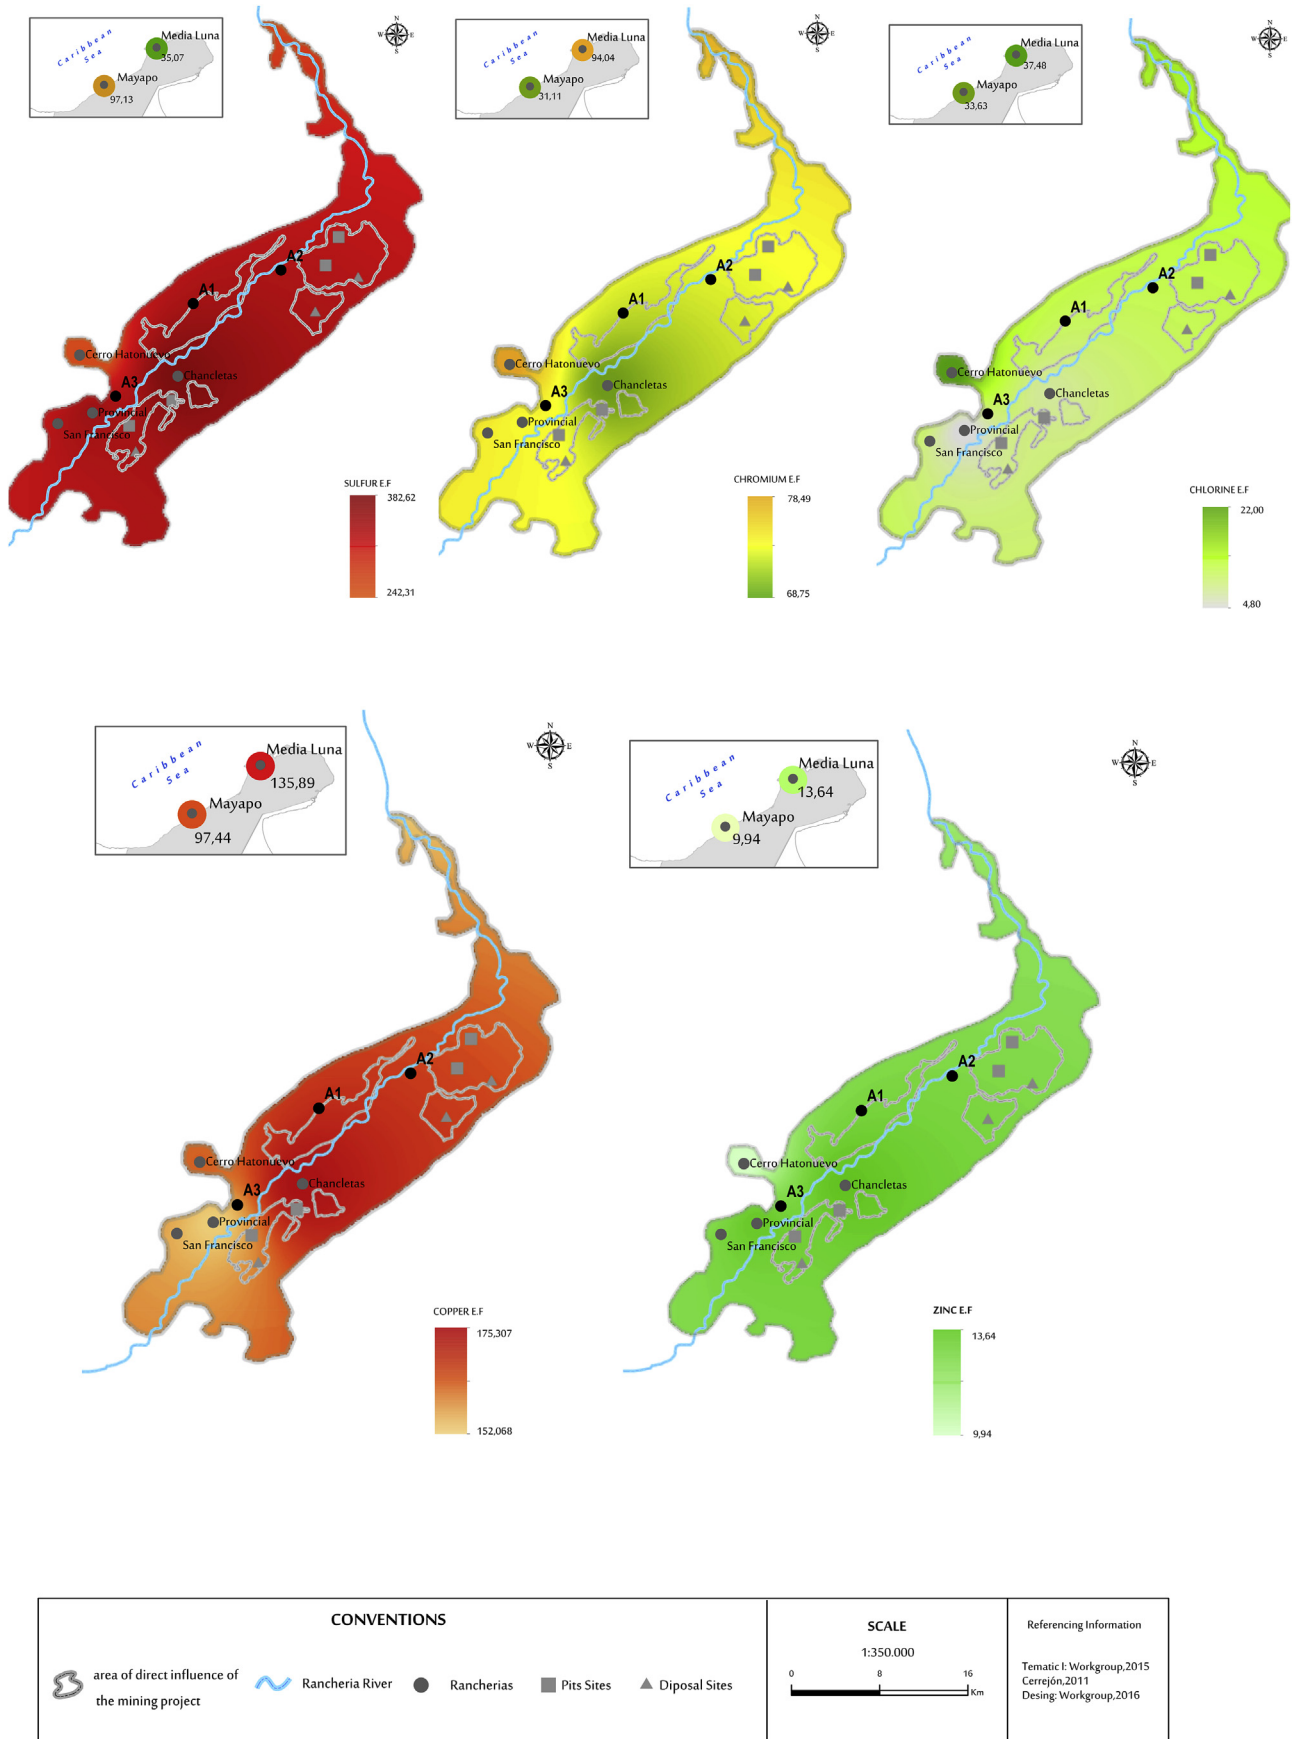 Caribbean
Sea
Media Luna
35,07
Mayapo
97,13
N
W
E
S
A2
A1
Cerro Hatonuevo
Chancletas
A3
Provincial
San Francisco
SULFUR E.F
382,62
242,31
Caribbean
Sea
Media Luna
94,04
Mayapo
31,11
N
W
E
S
A2
A1
Cerro Hatonuevo
Chancletas
A3
Provincial
San Francisco
CHROMIUM E.F
78,49
68,75
Caribbean
Sea
37,48
Mayapo
33,63
Media Luna
N
W
E
S
A2
A1
Cerro Hatonuevo
Chancletas
A3
Provincial
San Francisco
CHLORINE E.F
22,00
4,80
Caribbean
Sea
Media Luna
135,89
Mayapo
97,44
N
W
E
S
A2
A1
Cerro Hatonuevo
Chancletas
A3
Provincial
San Francisco
COPPER E.F
175,307
152,068
Caribbean
Sea
Media Luna
13,64
Mayapo
9,94
N
W
E
S
A2
A1
Cerro Hatonuevo
Chancletas
A3
Provincial
San Francisco
ZINC E.F
13,64
9,94
CONVENTIONS
area of direct influence of
the mining project
Rancheria River
Rancherias
Pits Sites
Diposal Sites
SCALE
1:350.000
0 8 16
Km
Referencing Information
Tematic I: Workgroup,2015
Cerrejón,2011
Desing: Workgroup,2016